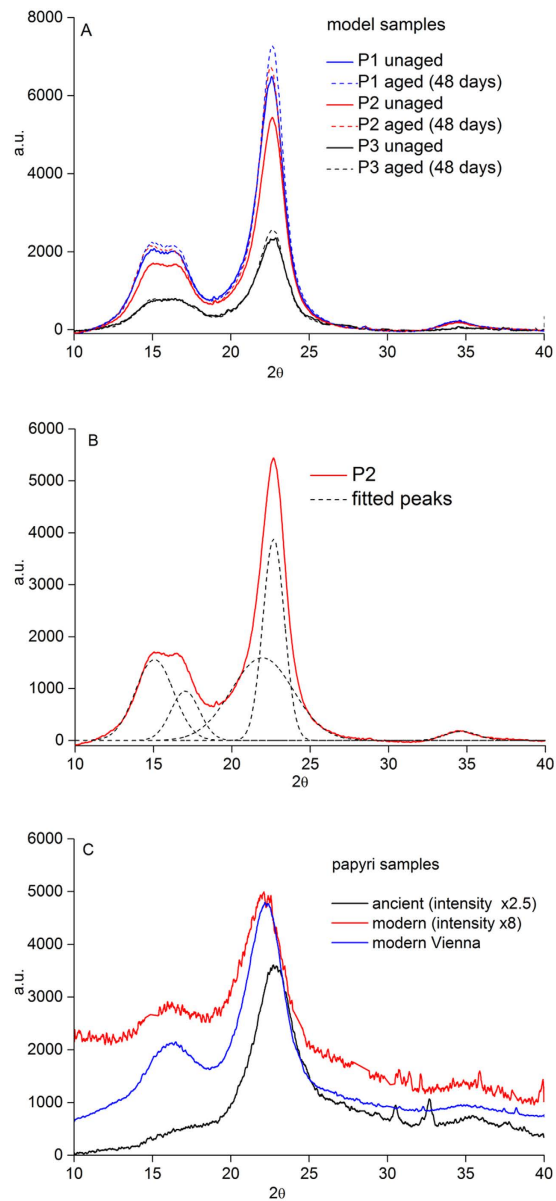 A
model samples
P1 unaged
P1 aged (48 days)
P2 unaged
P2 aged (48 days)
P3 unaged
P3 aged (48 days)
8000
6000
4000
2000
0
a.u.
10 15 20 25 30 35 40
2θ
B
P2
fitted peaks
6000
5000
4000
3000
2000
1000
0
a.u.
10 15 20 25 30 35 40
2θ
C
papyri samples
ancient (intensity x2.5)
modern (intensity x8)
modern Vienna
6000
5000
4000
3000
2000
1000
0
a.u.
10 15 20 25 30 35 40
2θ